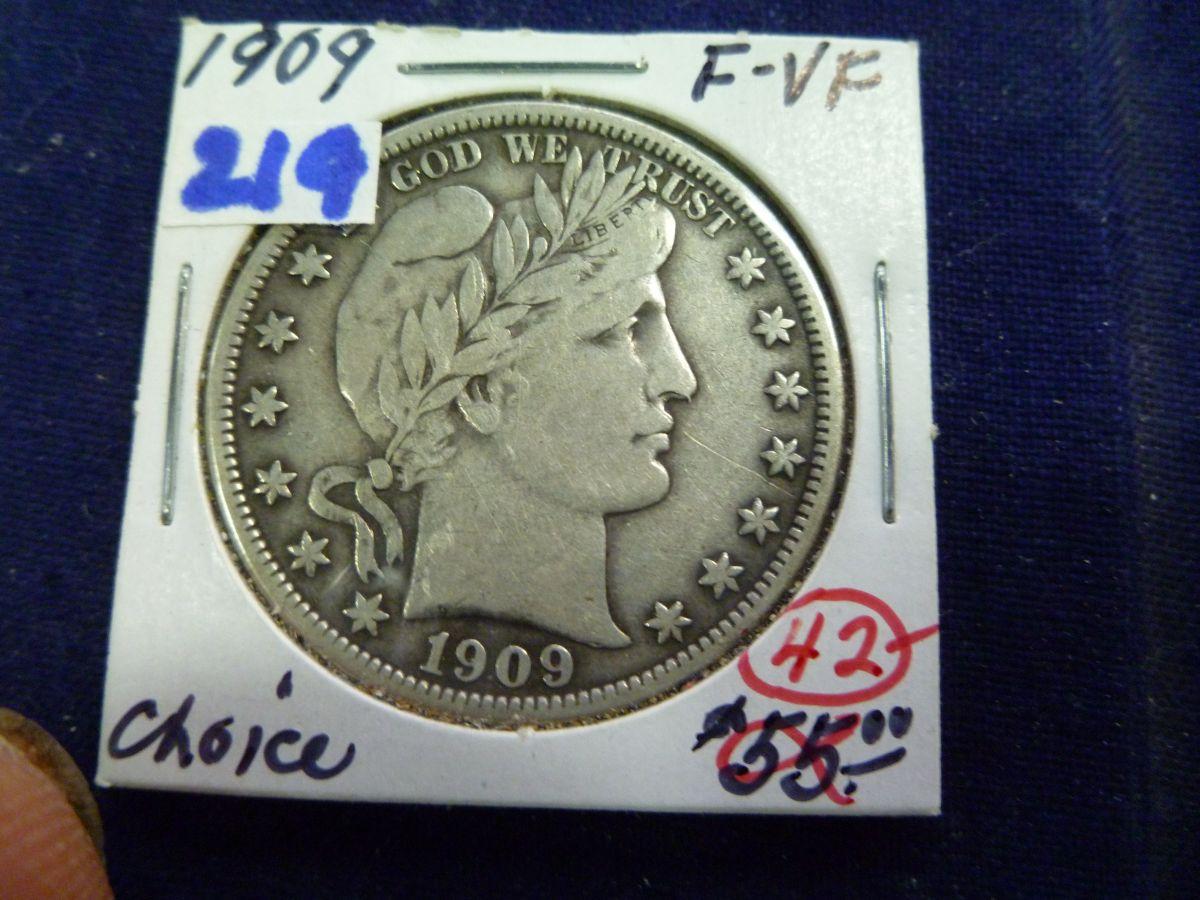 1909
F-VF
219
GOD WE TRUST
LIBERTY
1909
42-
Choice
$55.00